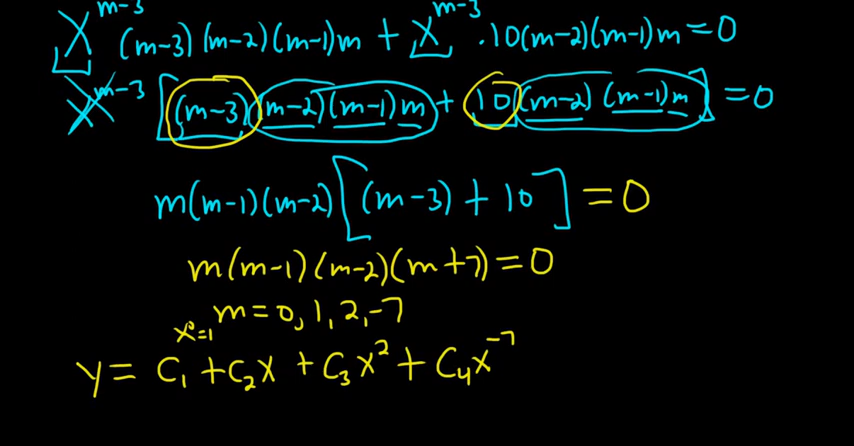 x^{m-3} (m-3)(m-2)(m-1)m + x^{m-3} · 10(m-2)(m-1)m = 0
x^{m-3} [(m-3)(m-2)(m-1)m + 10(m-2)(m-1)m] = 0
m(m-1)(m-2)[(m-3) + 10] = 0
m(m-1)(m-2)(m+7) = 0
m = 0, 1, 2, -7
x^0 = 1
y = C_1 + C_2 x + C_3 x^2 + C_4 x^{-7}